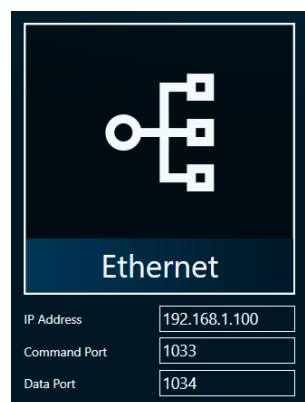 Ethernet
IP Address 192.168.1.100
Command Port 1033
Data Port 1034